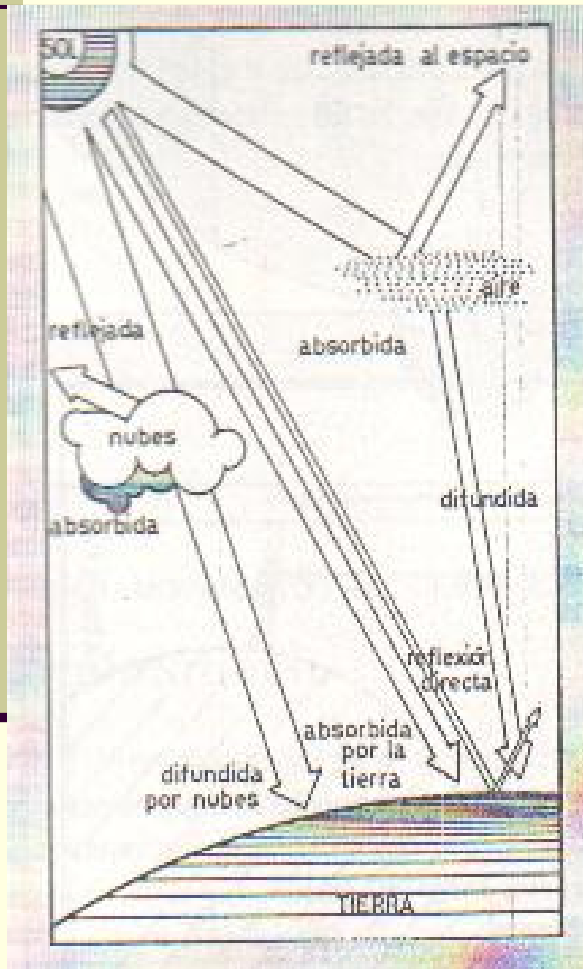 SOL
reflejada al espacio
aire
reflejada
absorbida
nubes
difundida
absorbida
reflexión
directa
absorbida
por la
tierra
difundida
por nubes
TIERRA